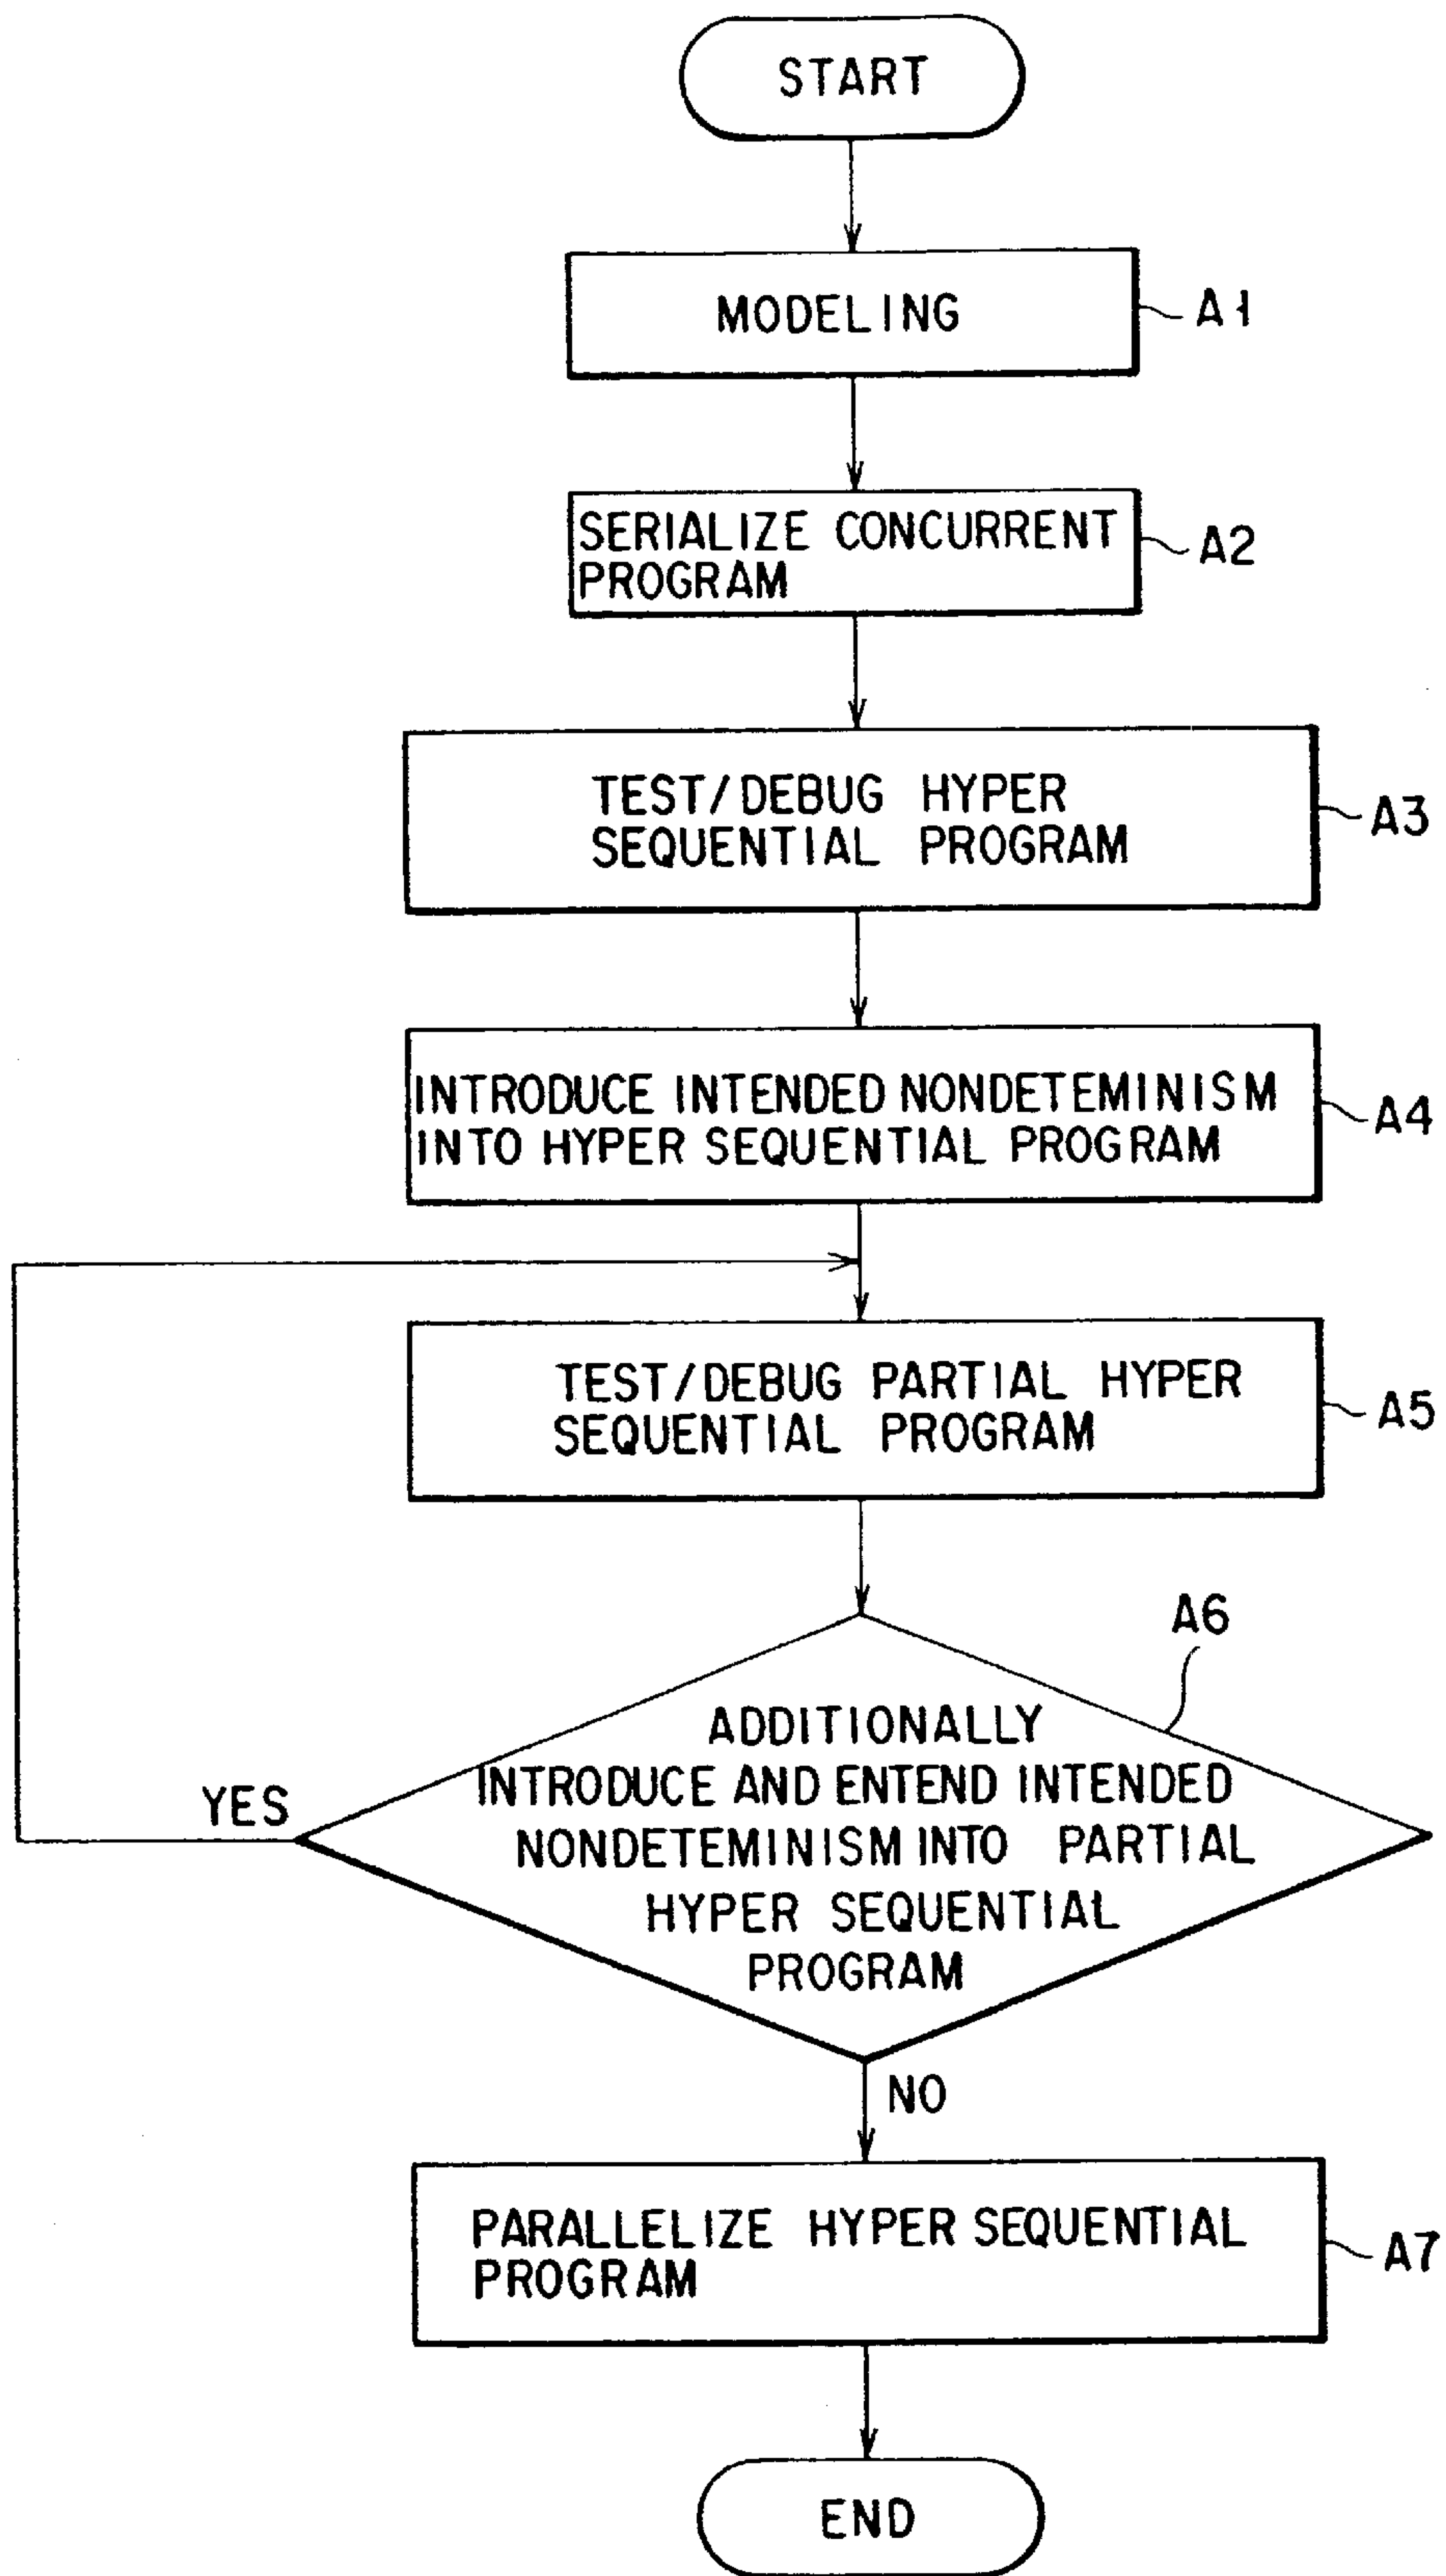 START
MODELING
A1
SERIALIZE CONCURRENT
PROGRAM
A2
TEST/DEBUG HYPER
SEQUENTIAL PROGRAM
A3
INTRODUCE INTENDED NONDETEMINISM
INTO HYPER SEQUENTIAL PROGRAM
A4
TEST/DEBUG PARTIAL HYPER
SEQUENTIAL PROGRAM
A5
A6
ADDITIONALLY
INTRODUCE AND ENTEND INTENDED
NONDETEMINISM INTO PARTIAL
HYPER SEQUENTIAL
PROGRAM
YES
NO
PARALLELIZE HYPER SEQUENTIAL
PROGRAM
A7
END